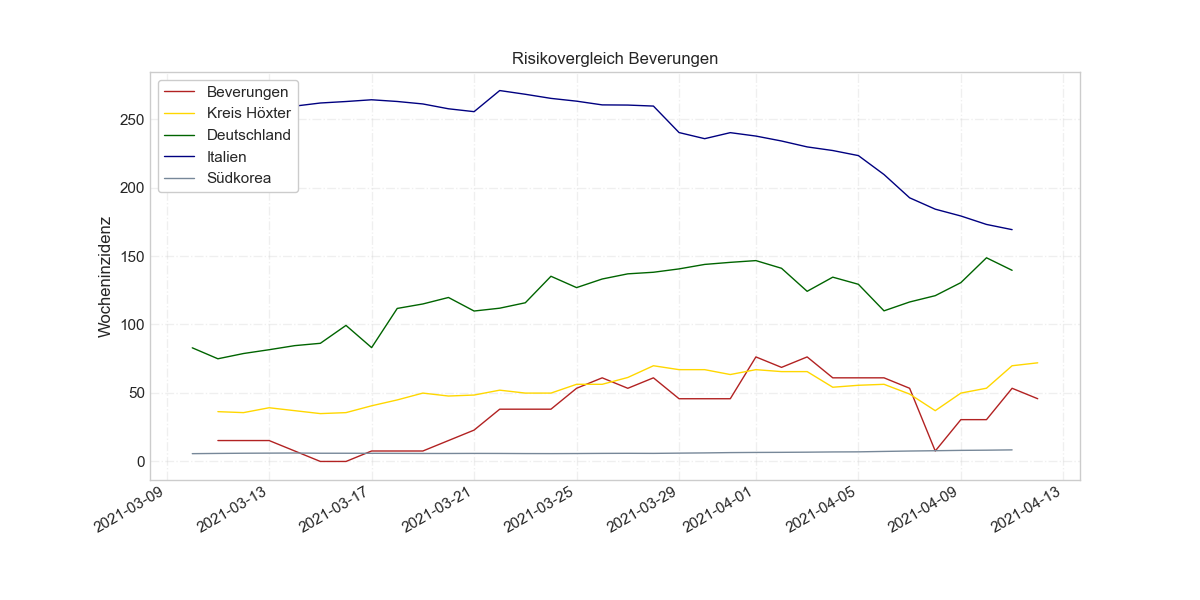 Risikovergleich Beverungen
Beverungen
Kreis Höxter
Deutschland
Italien
Südkorea
Wocheninzidenz
250
200
150
100
50
0
2021-03-09
2021-03-13
2021-03-17
2021-03-21
2021-03-25
2021-03-29
2021-04-01
2021-04-05
2021-04-09
2021-04-13